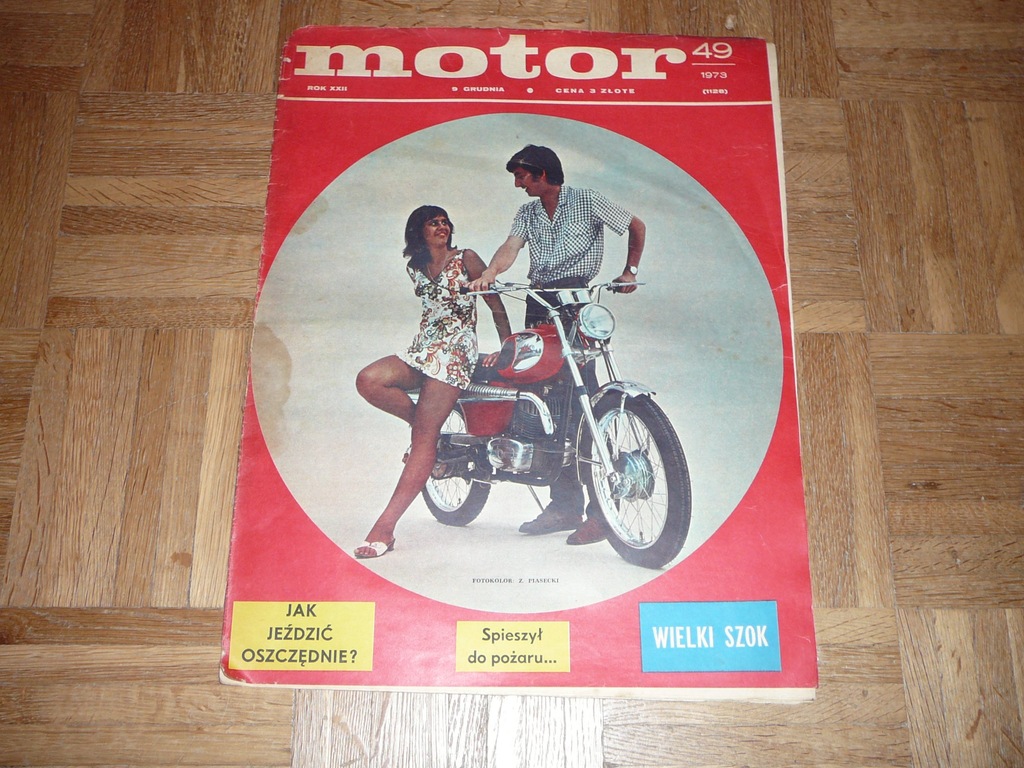 motor
49
1973
(1128)
ROK XXII 9 GRUDNIA • CENA 3 ZŁOTE
FOTOKOLOR: Z. PIASECKI
JAK
JEŹDZIĆ
OSZCZĘDNIE?
Spieszył
do pożaru...
WIELKI SZOK